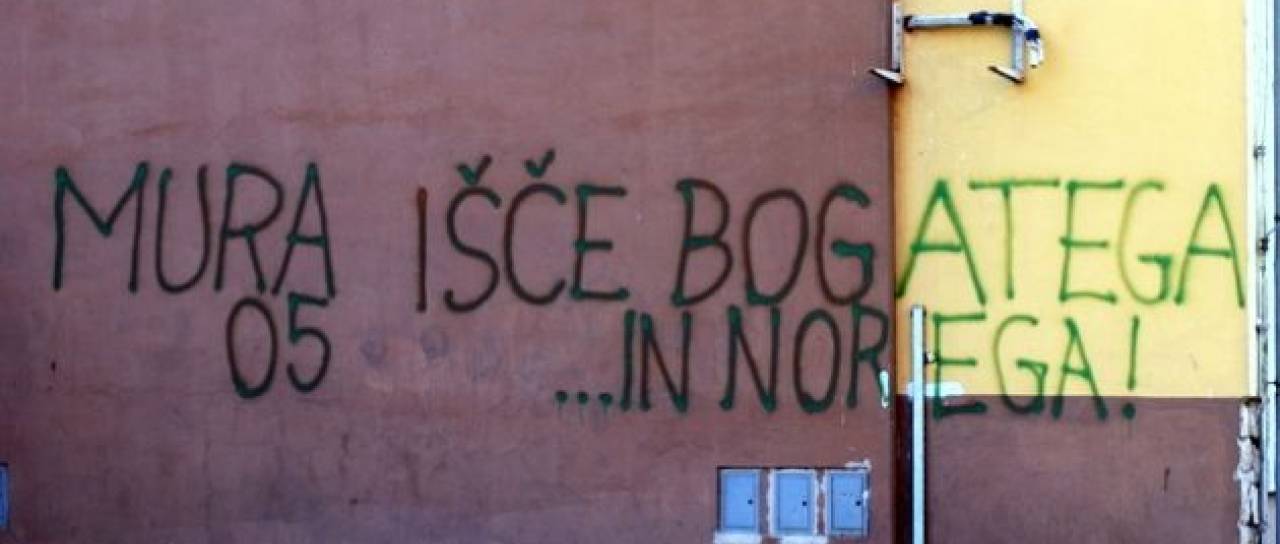 MURA IŠČE BOGATEGA
05 ...IN NOREGA!